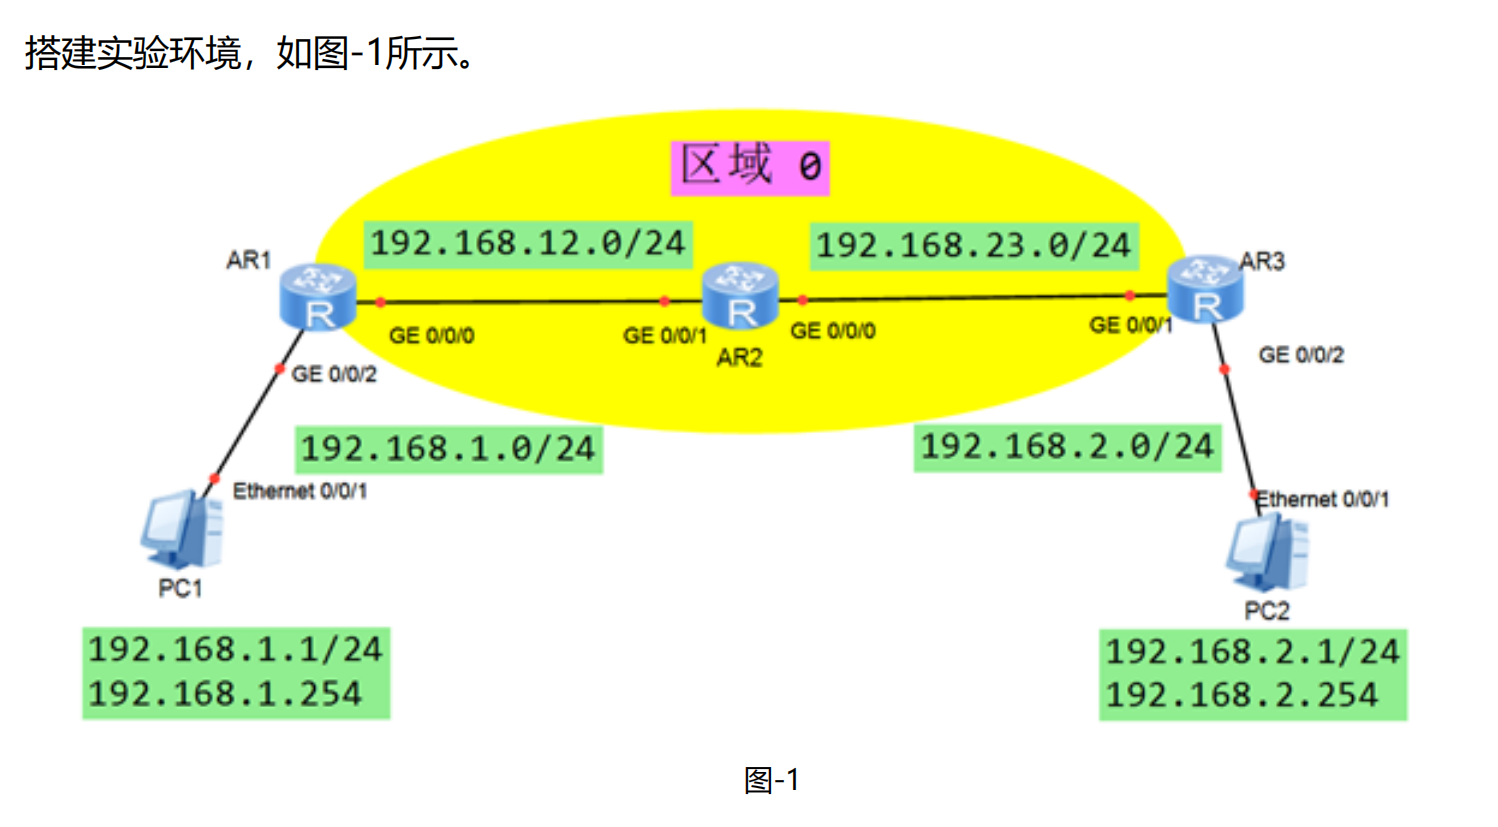 搭建实验环境，如图-1所示。
区域 0
192.168.12.0/24
192.168.23.0/24
AR1
AR3
R
R
R
GE 0/0/0
GE 0/0/1
GE 0/0/0
GE 0/0/1
AR2
GE 0/0/2
GE 0/0/2
192.168.1.0/24
192.168.2.0/24
Ethernet 0/0/1
Ethernet 0/0/1
PC1
PC2
192.168.1.1/24
192.168.1.254
192.168.2.1/24
192.168.2.254
图-1